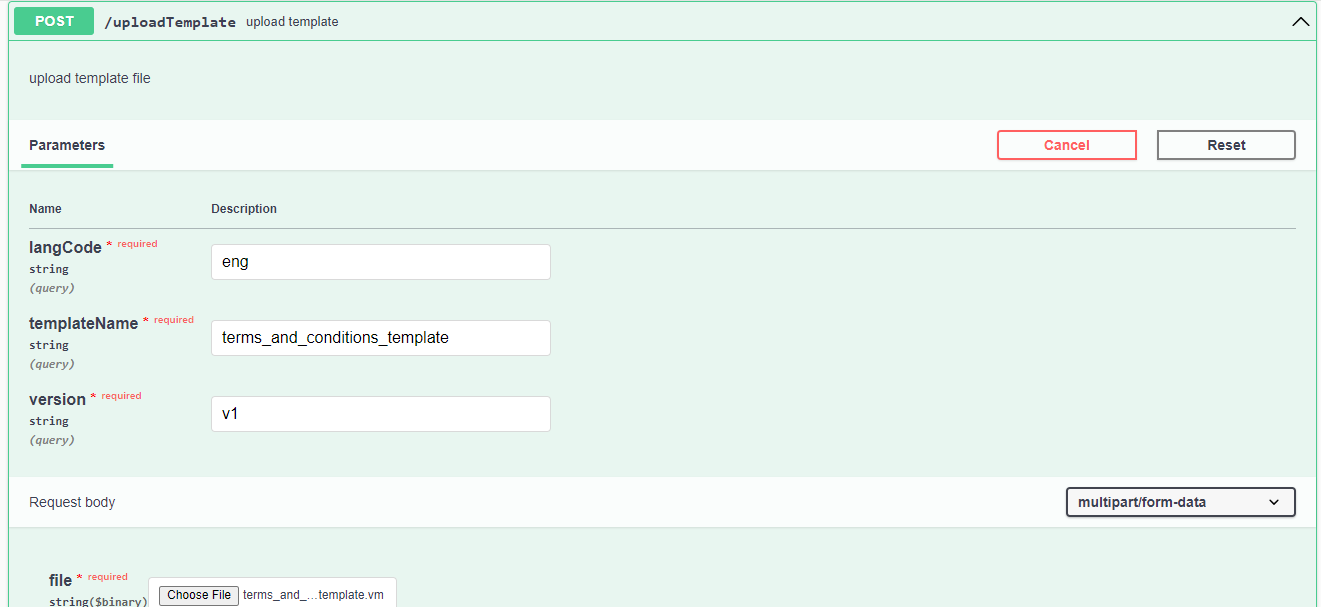 POST /uploadTemplate upload template
upload template file
Parameters Cancel Reset
Name Description
langCode * required
string
(query)
eng
templateName * required
string
(query)
terms_and_conditions_template
version * required
string
(query)
v1
Request body multipart/form-data
file * required
string($binary)
Choose File terms_and_...template.vm